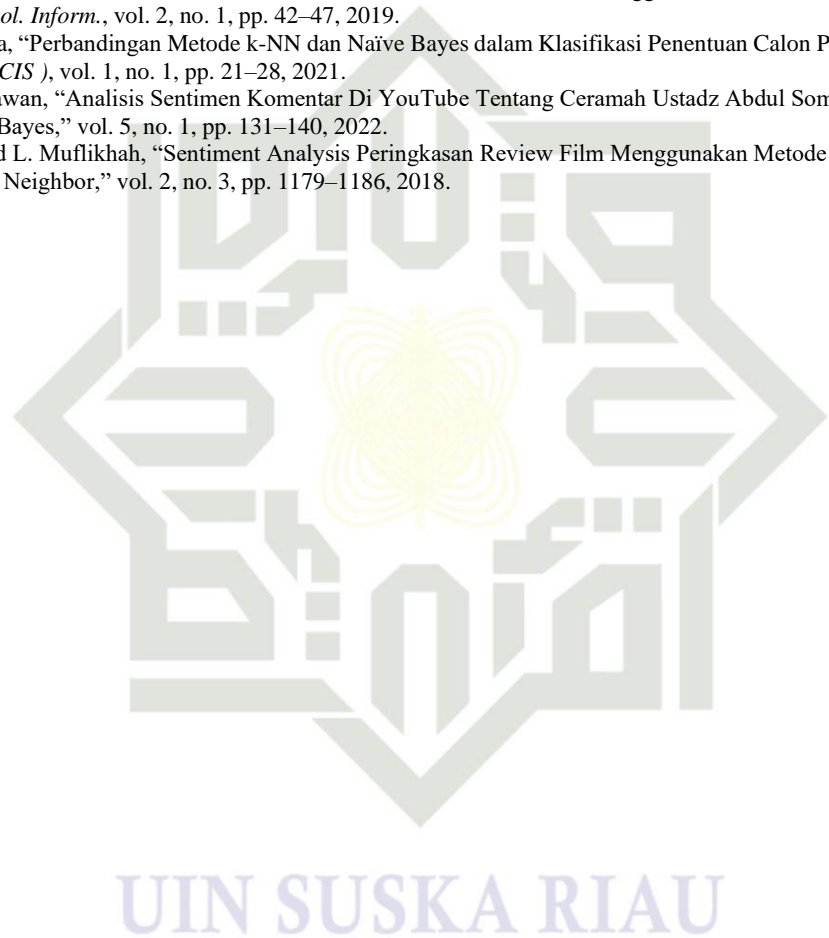 ol. Inform., vol. 2, no. 1, pp. 42–47, 2019.
a, “Perbandingan Metode k-NN dan Naïve Bayes dalam Klasifikasi Penentuan Calon P
CIS ), vol. 1, no. 1, pp. 21–28, 2021.
awan, “Analisis Sentimen Komentar Di YouTube Tentang Ceramah Ustadz Abdul Som
Bayes,” vol. 5, no. 1, pp. 131–140, 2022.
d L. Muflikhah, “Sentiment Analysis Peringkasan Review Film Menggunakan Metode
Neighbor,” vol. 2, no. 3, pp. 1179–1186, 2018.
UIN SUSKA RIAU